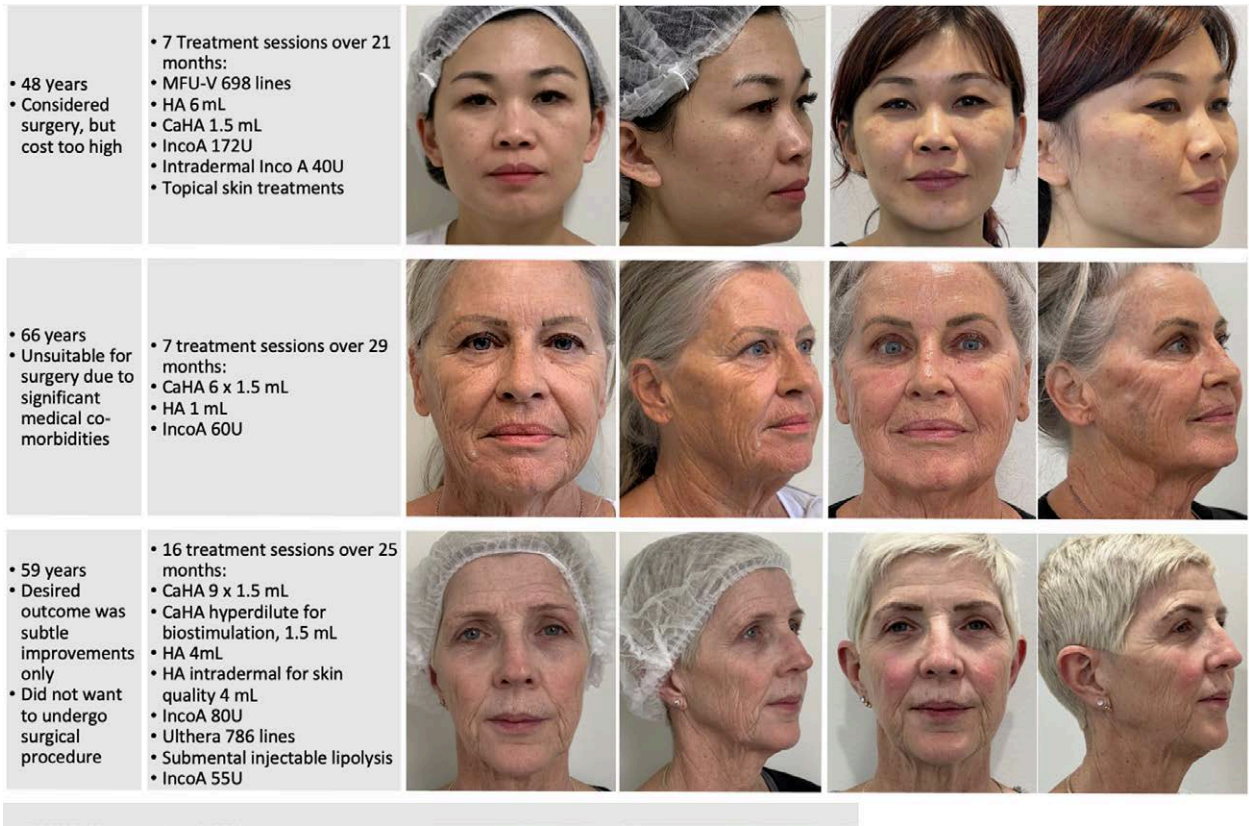 • 48 years
• Considered
surgery, but
cost too high
• 7 Treatment sessions over 21
months:
• MFU-V 698 lines
• HA 6 mL
• CaHA 1.5 mL
• IncoA 172U
• Intradermal Inco A 40U
• Topical skin treatments
• 66 years
• Unsuitable for
surgery due to
significant
medical co-
morbidities
• 7 treatment sessions over 29
months:
• CaHA 6 x 1.5 mL
• HA 1 mL
• IncoA 60U
• 59 years
• Desired
outcome was
subtle
improvements
only
• Did not want
to undergo
surgical
procedure
• 16 treatment sessions over 25
months:
• CaHA 9 x 1.5 mL
• CaHA hyperdilute for
biostimulation, 1.5 mL
• HA 4mL
• HA intradermal for skin
quality 4 mL
• IncoA 80U
• Ulthera 786 lines
• Submental injectable lipolysis
• IncoA 55U